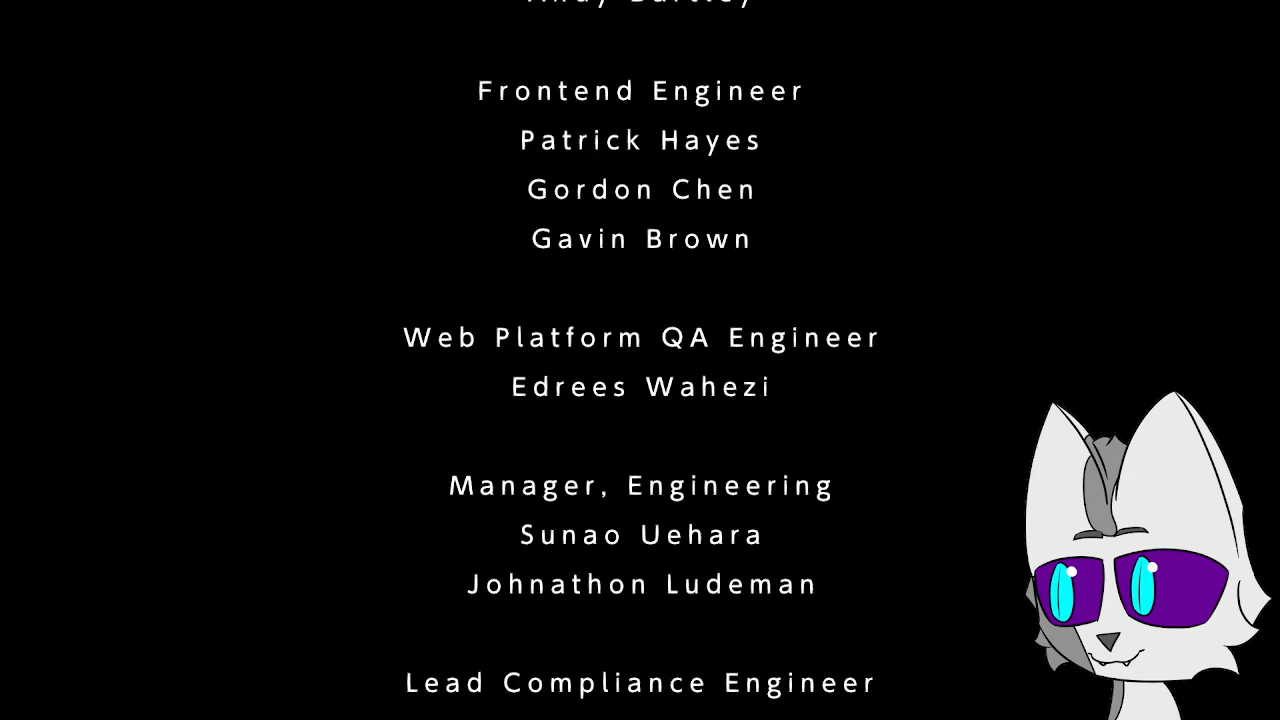 Frontend Engineer
Patrick Hayes
Gordon Chen
Gavin Brown
Web Platform QA Engineer
Edrees Wahezi
Manager, Engineering
Sunao Uehara
Johnathon Ludeman
Lead Compliance Engineer